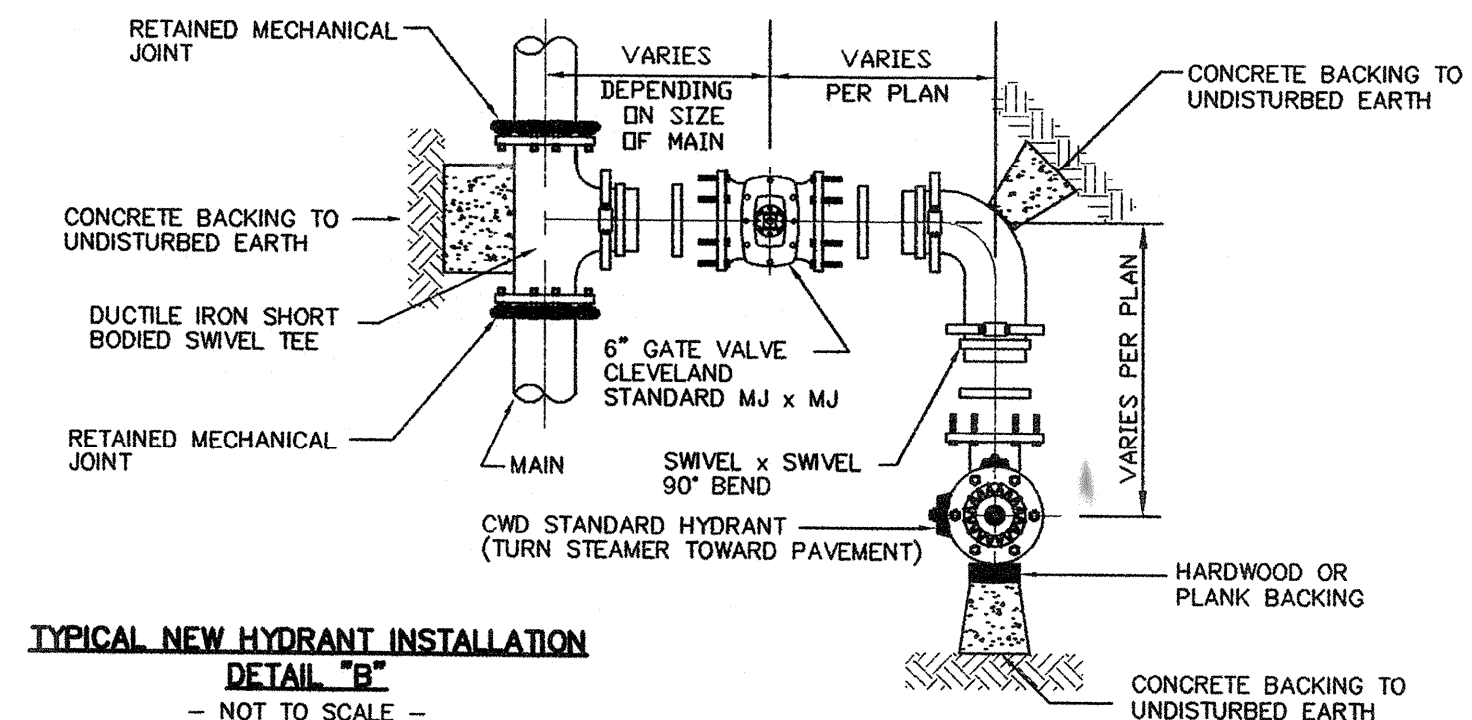 RETAINED MECHANICAL
JOINT
VARIES
DEPENDING
ON SIZE
OF MAIN
VARIES
PER PLAN
CONCRETE BACKING TO
UNDISTURBED EARTH
CONCRETE BACKING TO
UNDISTURBED EARTH
DUCTILE IRON SHORT
BODIED SWIVEL TEE
6" GATE VALVE
CLEVELAND
STANDARD MJ x MJ
VARIES PER PLAN
RETAINED MECHANICAL
JOINT
MAIN
SWIVEL x SWIVEL
90° BEND
CWD STANDARD HYDRANT
(TURN STEAMER TOWARD PAVEMENT)
HARDWOOD OR
PLANK BACKING
TYPICAL NEW HYDRANT INSTALLATION
DETAIL "B"
- NOT TO SCALE -
CONCRETE BACKING TO
UNDISTURBED EARTH